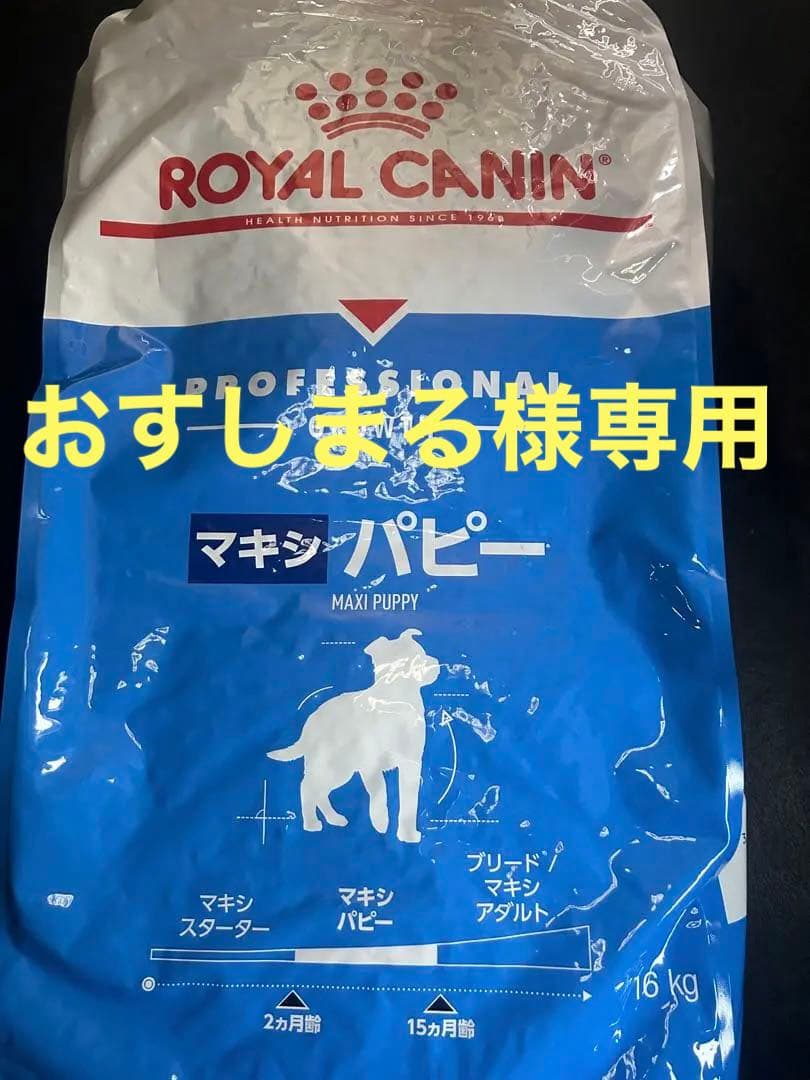 ROYAL CANIN®
HEALTH NUTRITION SINCE 1968
PROFESSIONAL
おすしまる様専用
マキシ パピー
MAXI PUPPY
ブリード/
マキシ
アダルト
マキシ
スターター
マキシ
パピー
16 kg
2ヵ月齢
15ヵ月齢